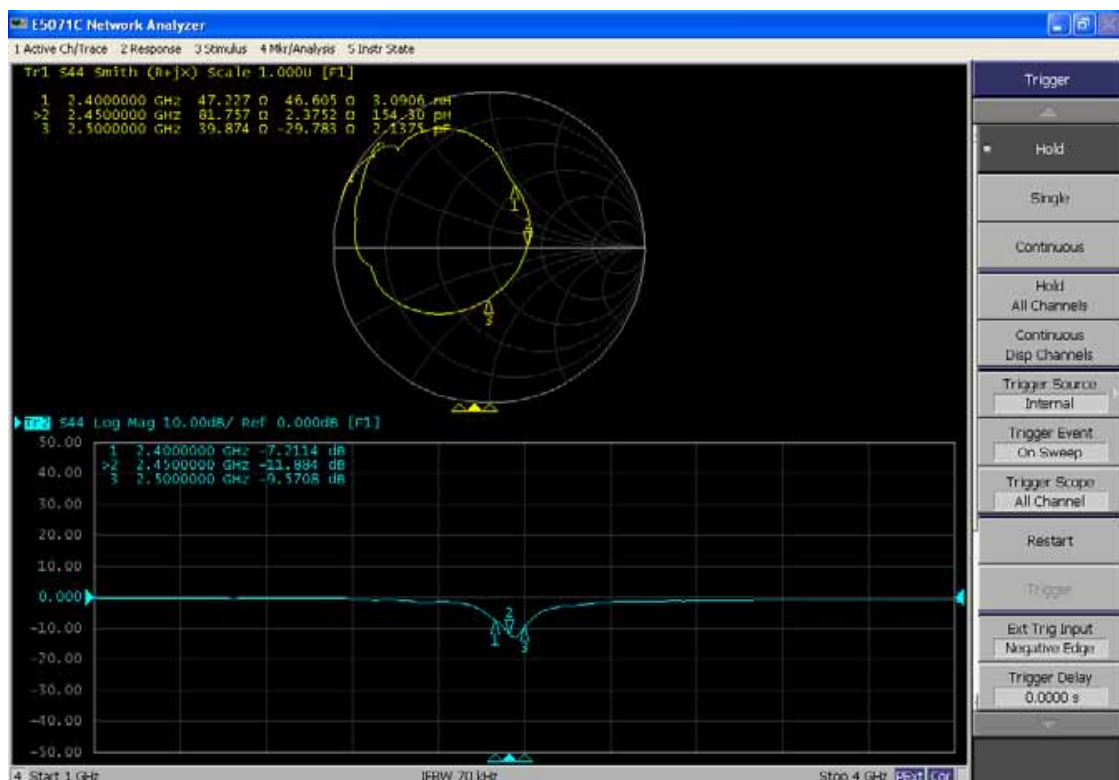 E5071C Network Analyzer
1 Active Ch/Trace 2 Response 3 Stimulus 4 Mkr/Analysis 5 Instr State
Tr1 S44 Smith (R+jX) Scale 1.000U [F1]
1 2.4000000 GHz 47.227 Ω 46.605 Ω 3.0906 nH
>2 2.4500000 GHz 81.757 Ω 2.3752 Ω 154.30 pH
3 2.5000000 GHz 39.874 Ω -29.783 Ω 2.1375 pF
1
3
Tr2 S44 Log Mag 10.00dB/ Ref 0.000dB [F1]
50.00
40.00
30.00
20.00
10.00
0.000
-10.00
-20.00
-30.00
-40.00
-50.00
1 2.4000000 GHz -7.2114 dB
>2 2.4500000 GHz -11.884 dB
3 2.5000000 GHz -9.5708 dB
2
1
3
4 Start 1 GHz IFBW 70 kHz Stop 4 GHz PExt Cor
Trigger
Hold
Single
Continuous
Hold
All Channels
Continuous
Disp Channels
Trigger Source
Internal
Trigger Event
On Sweep
Trigger Scope
All Channel
Restart
Trigger
Ext Trig Input
Negative Edge
Trigger Delay
0.0000 s